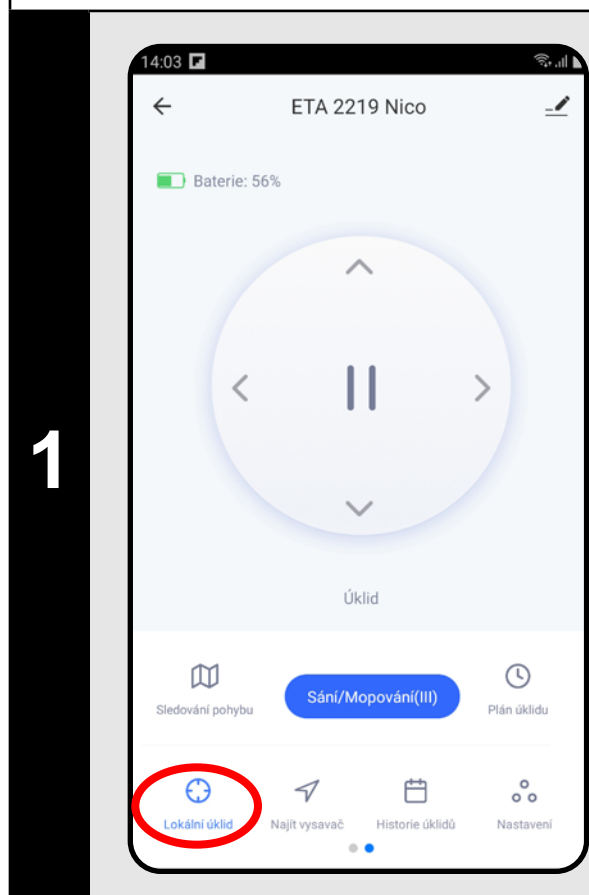 1
14:03
ETA 2219 Nico
Baterie: 56%
Úklid
Sledování pohybu
Sání/Mopování(III)
Plán úklidu
Lokální úklid
Najít vysavač
Historie úklidů
Nastavení